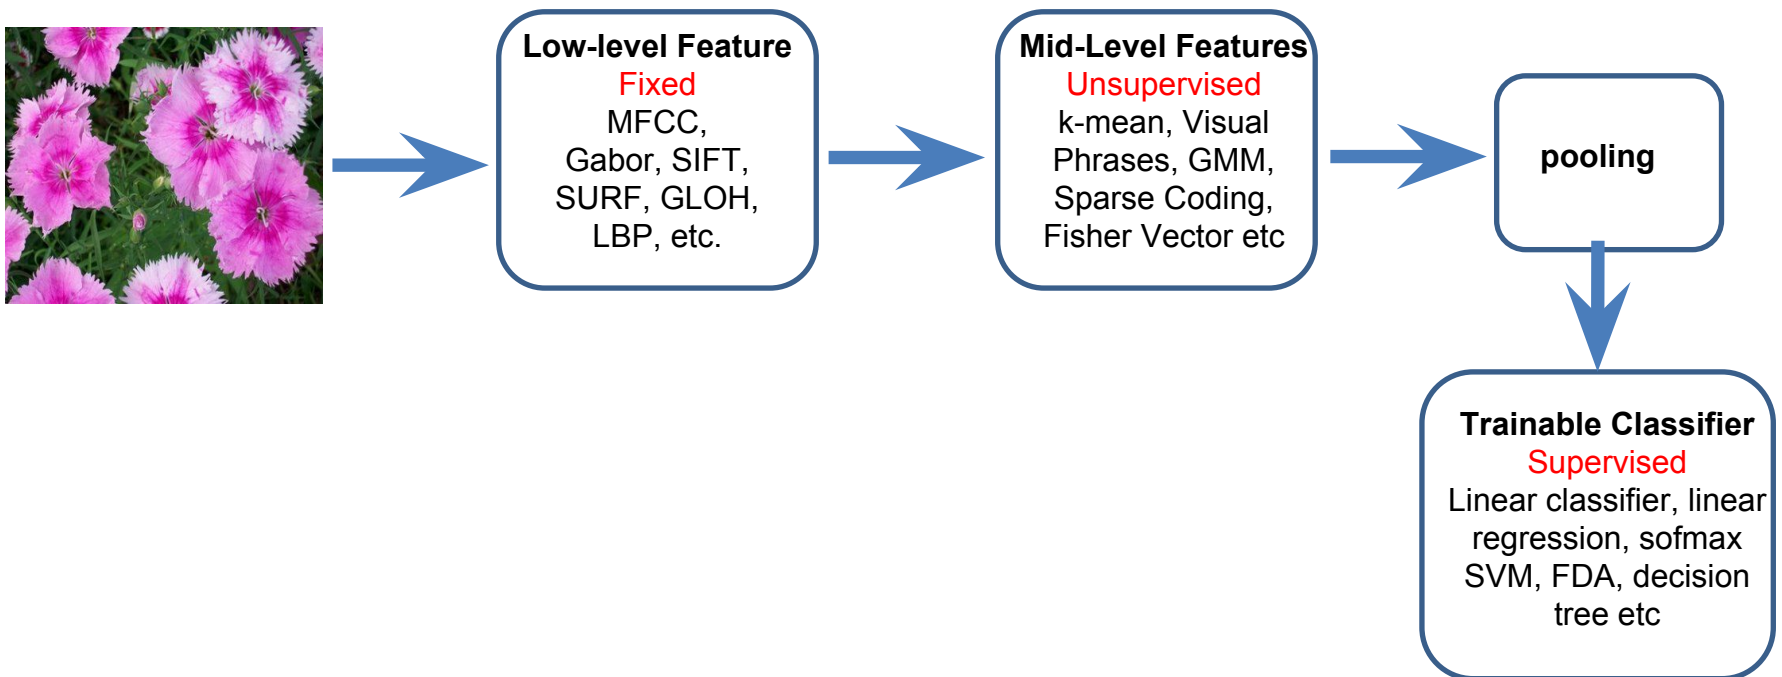 Low-level Feature
Fixed
MFCC,
Gabor, SIFT,
SURF, GLOH,
LBP, etc.
Mid-Level Features
Unsupervised
k-mean, Visual
Phrases, GMM,
Sparse Coding,
Fisher Vector etc
pooling
Trainable Classifier
Supervised
Linear classifier, linear
regression, sofmax
SVM, FDA, decision
tree etc